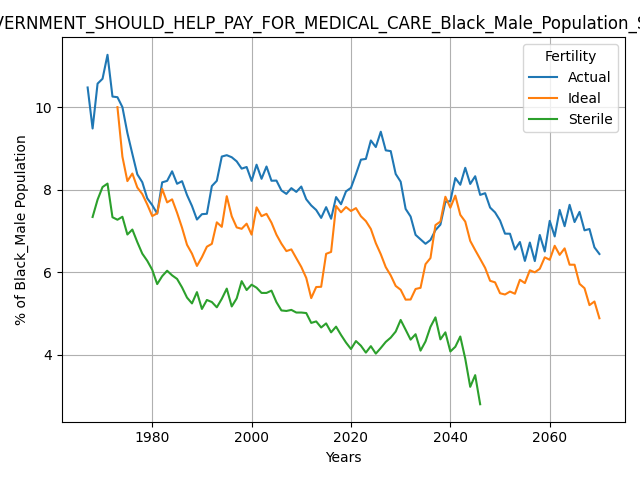 VERNMENT_SHOULD_HELP_PAY_FOR_MEDICAL_CARE_Black_Male_Population_S
Fertility
Actual
Ideal
Sterile
% of Black_Male Population
10
8
6
4
1980 2000 2020 2040 2060
Years